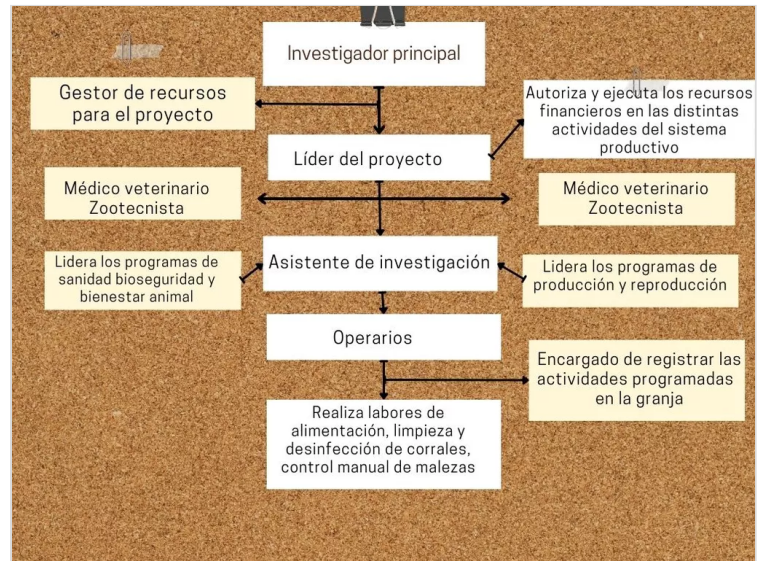 Investigador principal
Gestor de recursos
para el proyecto
Autoriza y ejecuta los recursos
financieros en las distintas
actividades del sistema
productivo
Líder del proyecto
Médico veterinario
Zootecnista
Médico veterinario
Zootecnista
Lidera los programas de
sanidad bioseguridad y
bienestar animal
Asistente de investigación
Lidera los programas de
producción y reproducción
Operarios
Encargado de registrar las
actividades programadas
en la granja
Realiza labores de
alimentación, limpieza y
desinfección de corrales,
control manual de malezas